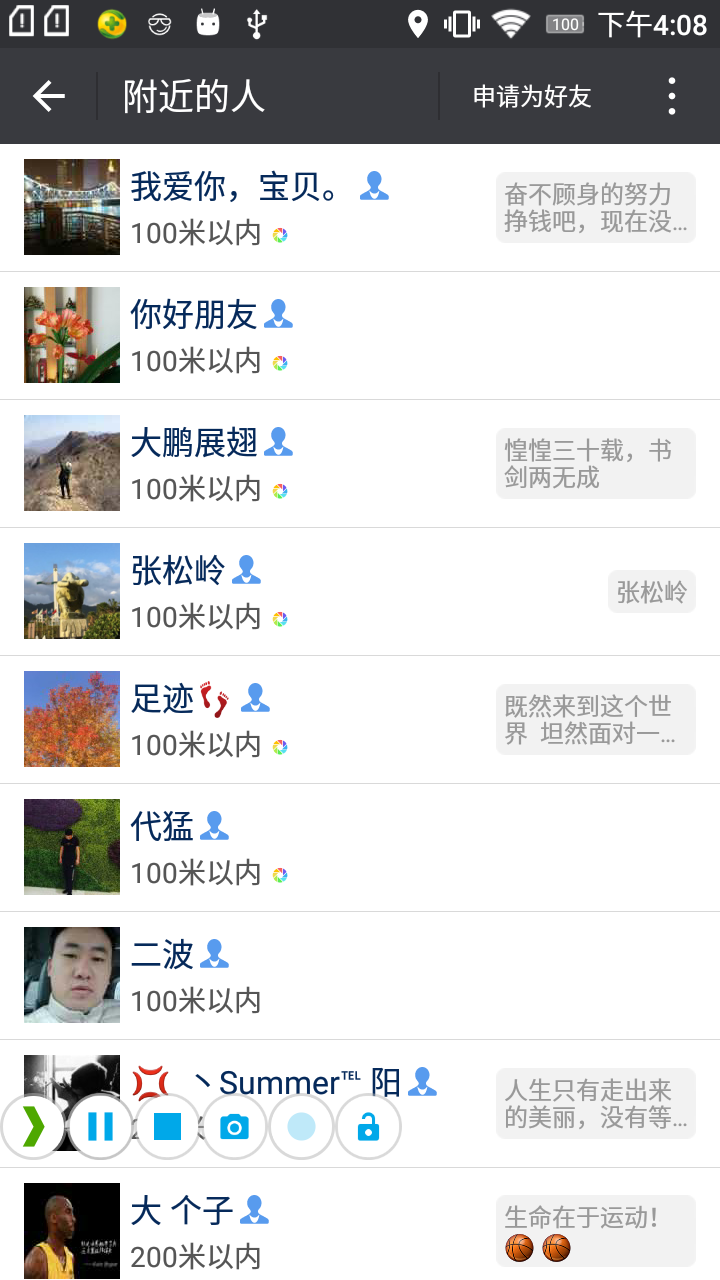 100 下午4:08
附近的人 申请为好友
我爱你，宝贝。
100米以内
奋不顾身的努力
挣钱吧，现在没...
你好朋友
100米以内
大鹏展翅
100米以内
惶惶三十载，书
剑两无成
张松岭
100米以内
张松岭
足迹👣
100米以内
既然来到这个世
界 坦然面对一...
代猛
100米以内
二波
100米以内
💢 丶Summer℡ 阳
人生只有走出来
的美丽，没有等...
大 个子
200米以内
生命在于运动！
🏀 🏀